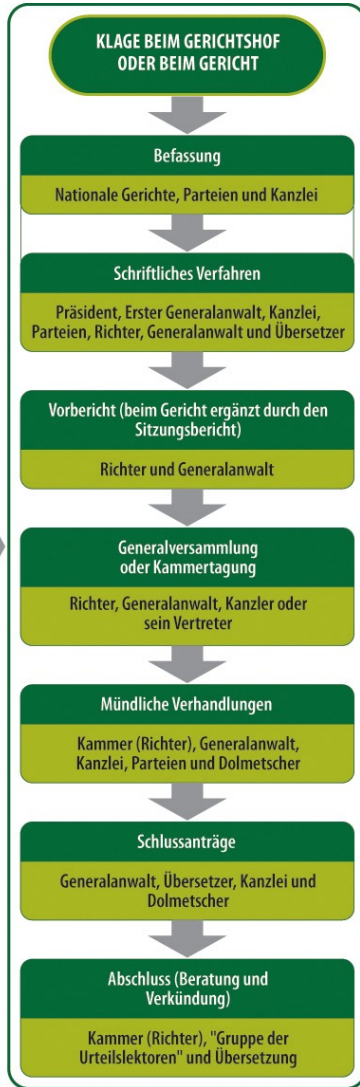 KLAGE BEIM GERICHTSHOF
ODER BEIM GERICHT
Befassung
Nationale Gerichte, Parteien und Kanzlei
Schriftliches Verfahren
Präsident, Erster Generalanwalt, Kanzlei,
Parteien, Richter, Generalanwalt und Übersetzer
Vorbericht (beim Gericht ergänzt durch den
Sitzungsbericht)
Richter und Generalanwalt
Generalversammlung
oder Kammertagung
Richter, Generalanwalt, Kanzler oder
sein Vertreter
Mündliche Verhandlungen
Kammer (Richter), Generalanwalt,
Kanzlei, Parteien und Dolmetscher
Schlussanträge
Generalanwalt, Übersetzer, Kanzlei und
Dolmetscher
Abschluss (Beratung und
Verkündung)
Kammer (Richter), "Gruppe der
Urteilslektoren" und Übersetzung